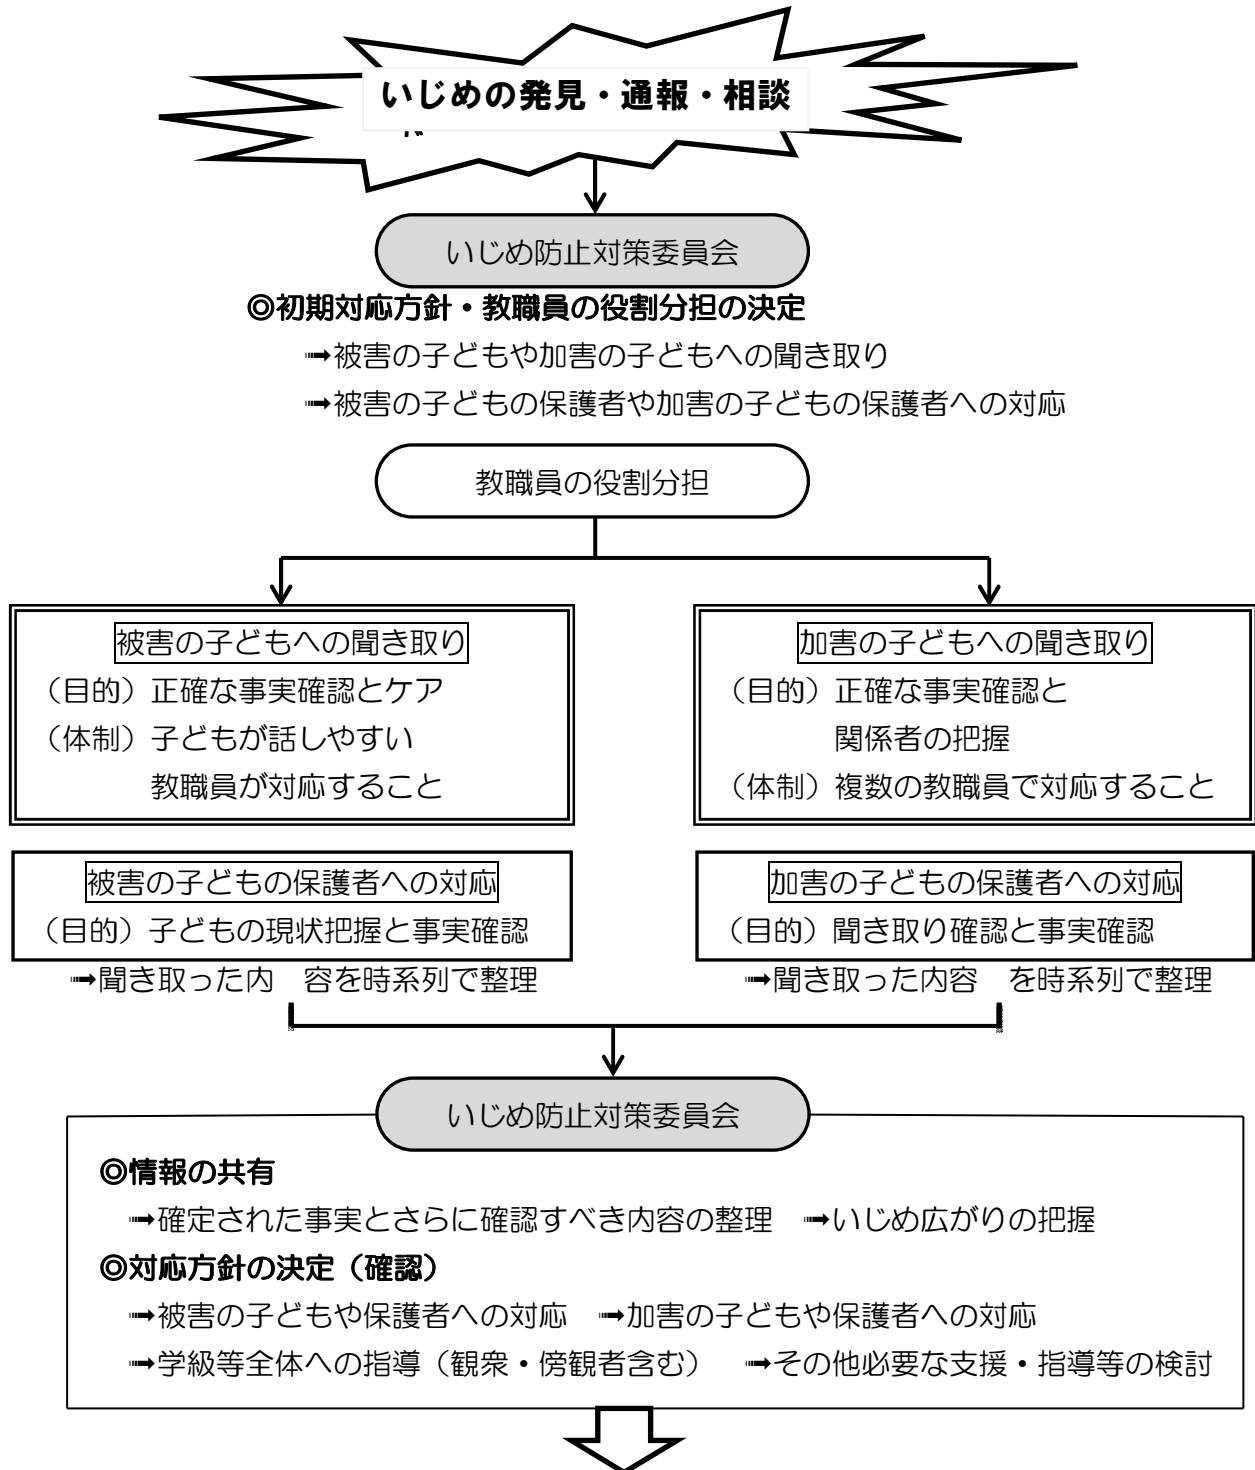 いじめの発見・通報・相談
いじめ防止対策委員会
◎初期対応方針・教職員の役割分担の決定
➟被害の子どもや加害の子どもへの聞き取り
➟被害の子どもの保護者や加害の子どもの保護者への対応
教職員の役割分担
被害の子どもへの聞き取り
（目的）正確な事実確認とケア
（体制）子どもが話しやすい
教職員が対応すること
加害の子どもへの聞き取り
（目的）正確な事実確認と
関係者の把握
（体制）複数の教職員で対応すること
被害の子どもの保護者への対応
（目的）子どもの現状把握と事実確認
➟聞き取った内　容を時系列で整理
加害の子どもの保護者への対応
（目的）聞き取り確認と事実確認
➟聞き取った内容　を時系列で整理
いじめ防止対策委員会
◎情報の共有
➟確定された事実とさらに確認すべき内容の整理　➟いじめ広がりの把握
◎対応方針の決定（確認）
➟被害の子どもや保護者への対応　➟加害の子どもや保護者への対応
➟学級等全体への指導（観衆・傍観者含む）　➟その他必要な支援・指導等の検討